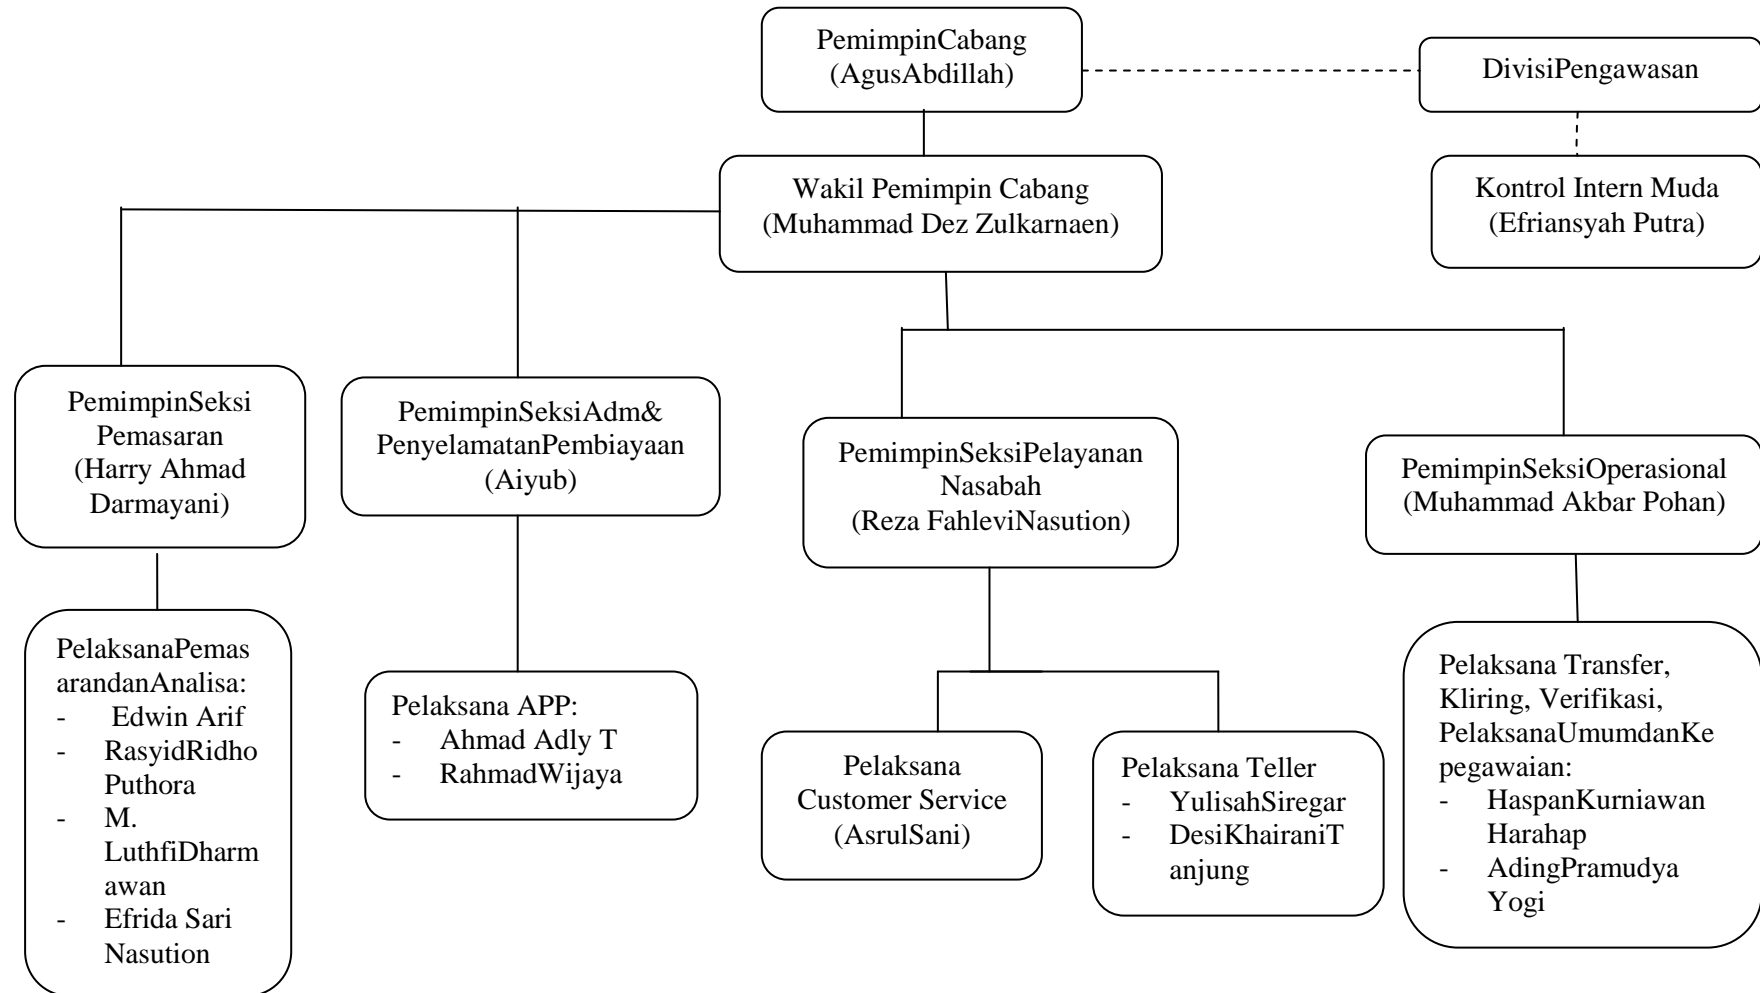 PemimpinCabang
(AgusAbdillah)
DivisiPengawasan
Wakil Pemimpin Cabang
(Muhammad Dez Zulkarnaen)
Kontrol Intern Muda
(Efriansyah Putra)
PemimpinSeksi
Pemasaran
(Harry Ahmad
Darmayani)
PemimpinSeksiAdm&
PenyelamatanPembiayaan
(Aiyub)
PemimpinSeksiPelayanan
Nasabah
(Reza FahleviNasution)
PemimpinSeksiOperasional
(Muhammad Akbar Pohan)
PelaksanaPemas
arandanAnalisa:
- Edwin Arif
- RasyidRidho
Puthora
- M.
LuthfiDharm
awan
- Efrida Sari
Nasution
Pelaksana APP:
- Ahmad Adly T
- RahmadWijaya
Pelaksana
Customer Service
(AsrulSani)
Pelaksana Teller
- YulisahSiregar
- DesiKhairaniT
anjung
Pelaksana Transfer,
Kliring, Verifikasi,
PelaksanaUmumdanKe
pegawaian:
- HaspanKurniawan
Harahap
- AdingPramudya
Yogi